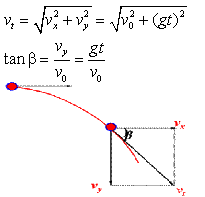 v_t = √(v_x² + v_y²) = √(v_0² + (gt)²)
tan β = v_y / v_0 = gt / v_0
v_x
β
v_y
v_t